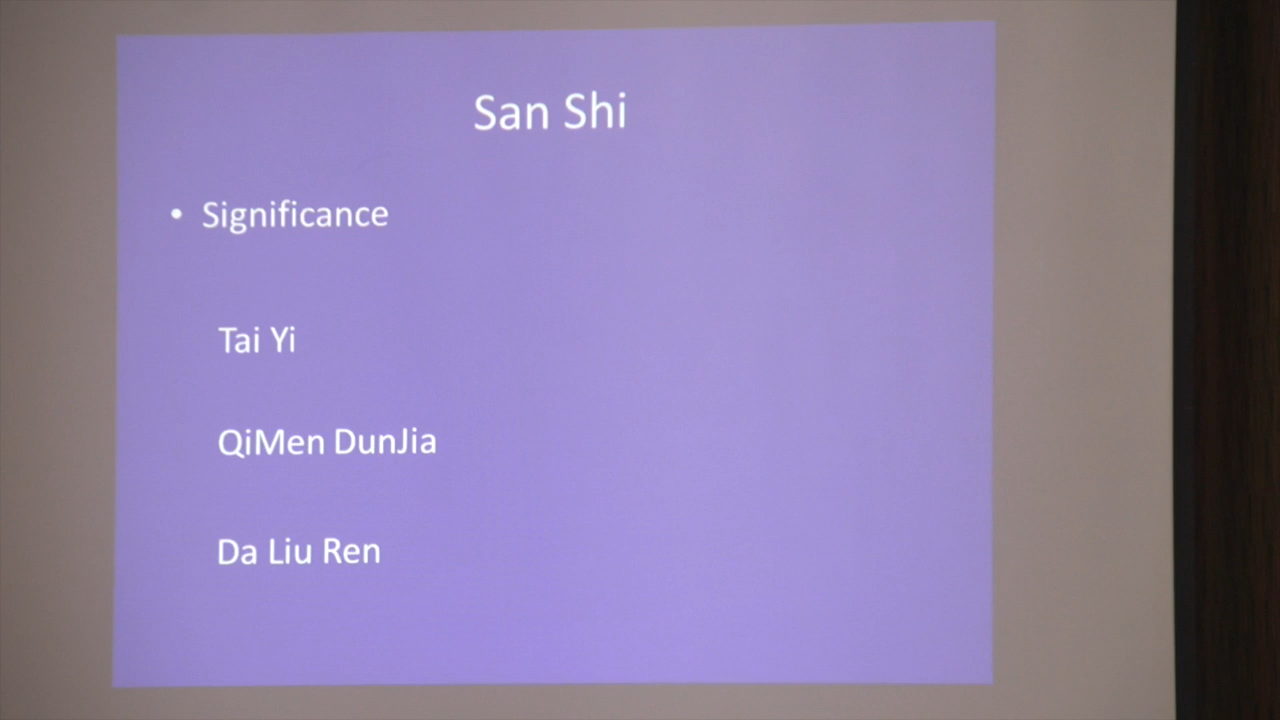 San Shi
• Significance
Tai Yi
QiMen DunJia
Da Liu Ren